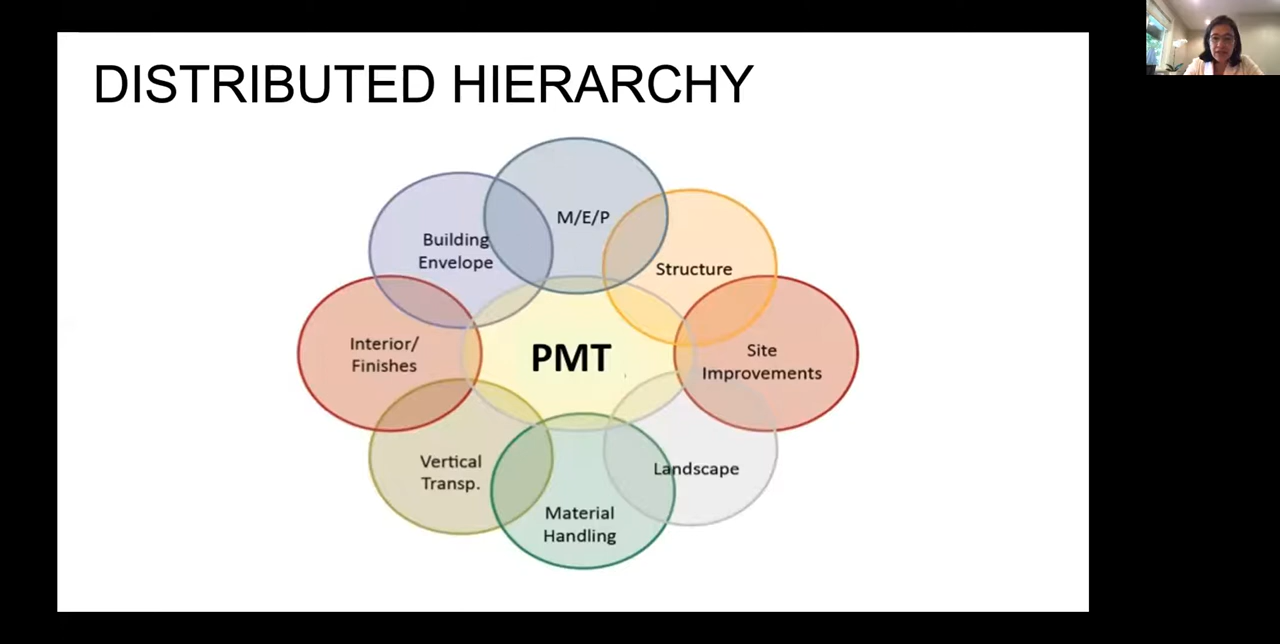 DISTRIBUTED HIERARCHY
M/E/P
Building
Envelope
Structure
Interior/
Finishes
PMT
Site
Improvements
Vertical
Transp.
Landscape
Material
Handling